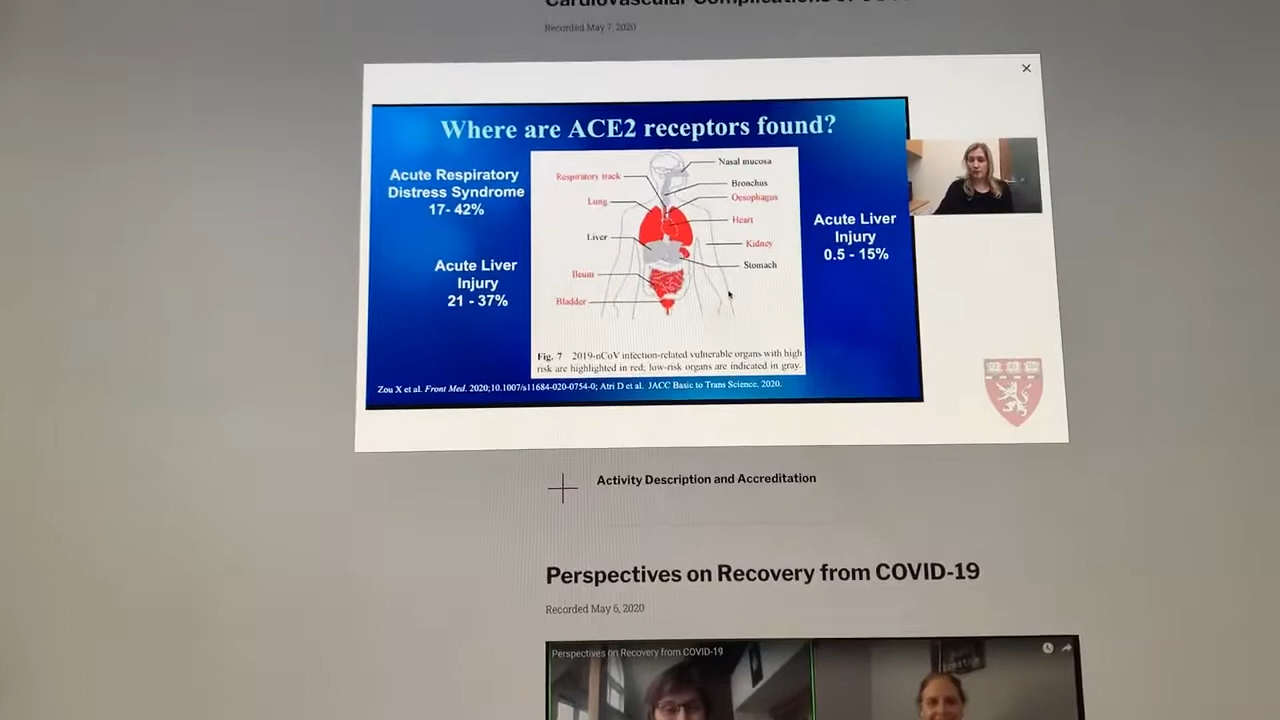 Cardiovascular Complications of
Recorded May 7, 2020
Where are ACE2 receptors found?
Acute Respiratory
Distress Syndrome
17- 42%
Acute Liver
Injury
21 - 37%
Respiratory track
Lung
Liver
Ileum
Bladder
Nasal mucosa
Bronchus
Oesophagus
Heart
Kidney
Stomach
Fig. 7 2019-nCoV infection-related vulnerable organs with high
risk are highlighted in red; low-risk organs are indicated in gray.
Acute Liver
Injury
0.5 - 15%
Zou X et al. Front Med. 2020;10.1007/s11684-020-0754-0; Atri D et al. JACC Basic to Trans Science. 2020.
Activity Description and Accreditation
Perspectives on Recovery from COVID-19
Recorded May 6, 2020
Perspectives on Recovery from COVID-19